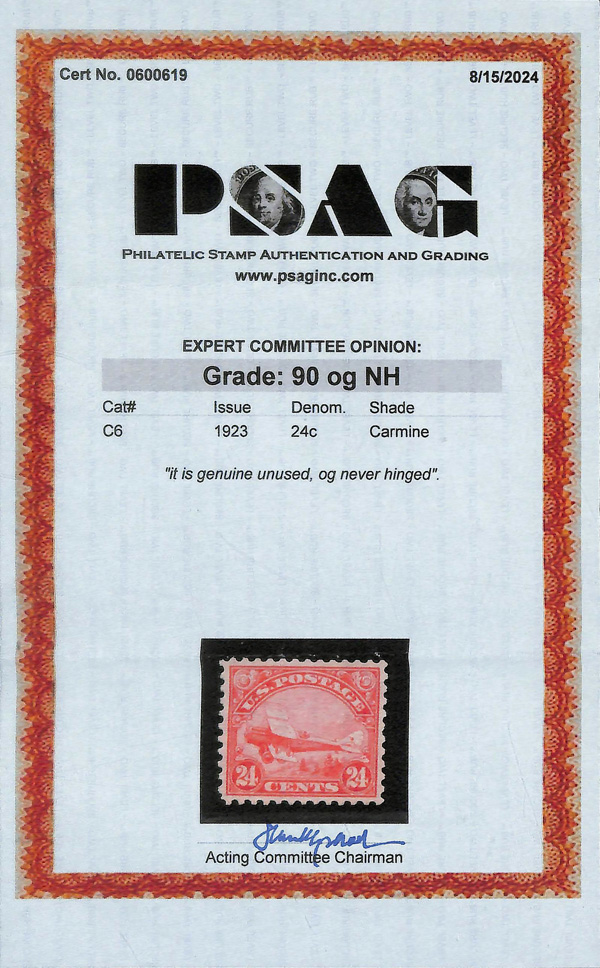 Cert No. 0600619 8/15/2024
PSAG
PHILATELIC STAMP AUTHENTICATION AND GRADING
www.psaginc.com
EXPERT COMMITTEE OPINION:
Grade: 90 og NH
Cat# Issue Denom. Shade
C6 1923 24c Carmine
"it is genuine unused, og never hinged".
U.S. POSTAGE
24 24
CENTS
Acting Committee Chairman